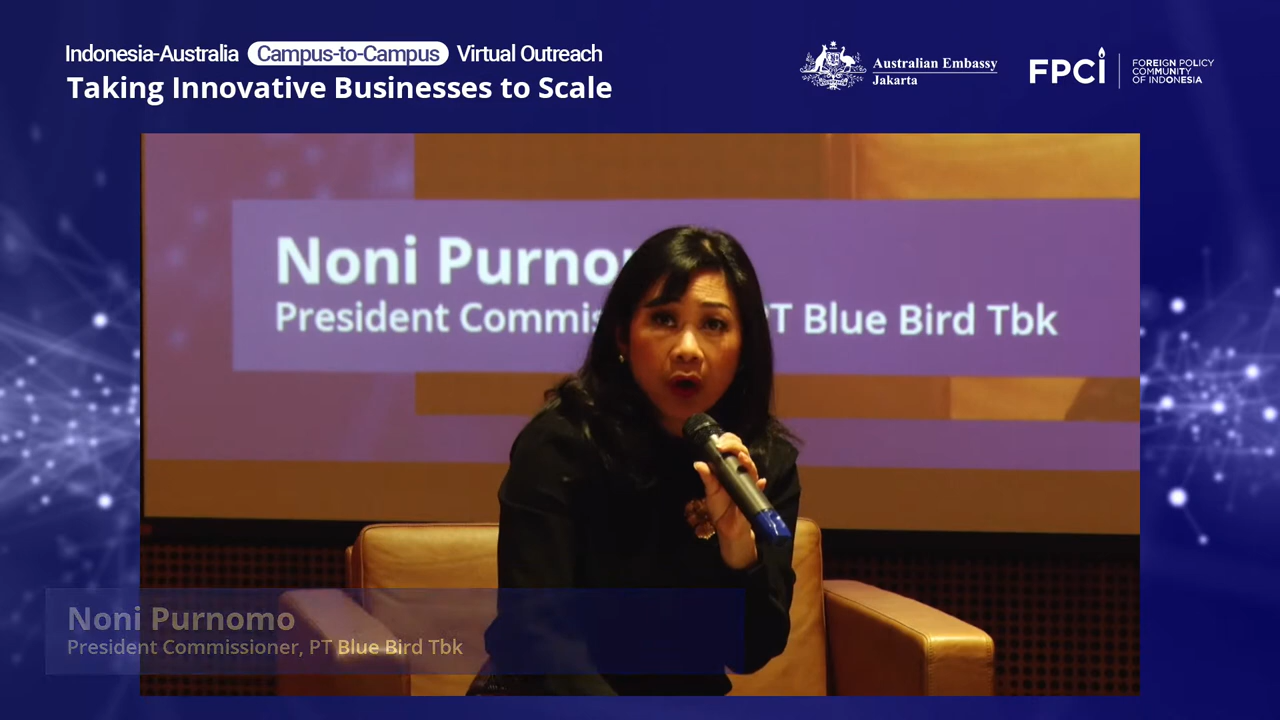 Indonesia-Australia Campus-to-Campus Virtual Outreach
Taking Innovative Businesses to Scale
Australian Embassy
Jakarta
FPCI
FOREIGN POLICY
COMMUNITY
OF INDONESIA
Noni Purno
President Commis PT Blue Bird Tbk
Noni Purnomo
President Commissioner, PT Blue Bird Tbk